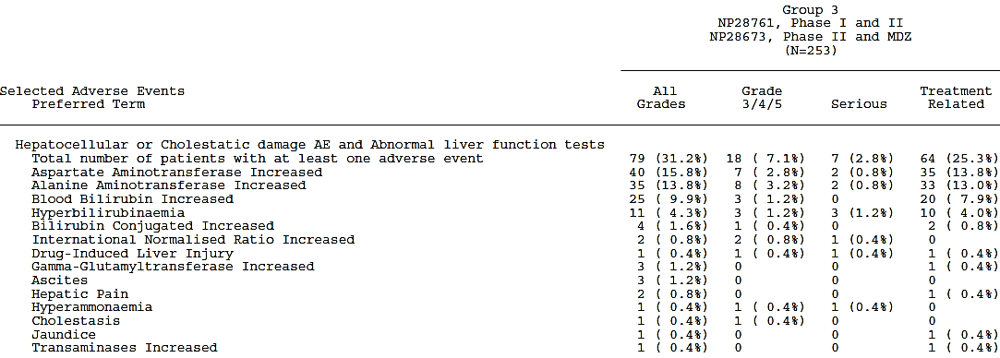 Group 3
NP28761, Phase I and II
NP28673, Phase II and MDZ
(N=253)
Selected Adverse Events All Grade Treatment
Preferred Term Grades 3/4/5 Serious Related
Hepatocellular or Cholestatic damage AE and Abnormal liver function tests
Total number of patients with at least one adverse event 79 (31.2%) 18 ( 7.1%) 7 (2.8%) 64 (25.3%)
Aspartate Aminotransferase Increased 40 (15.8%) 7 ( 2.8%) 2 (0.8%) 35 (13.8%)
Alanine Aminotransferase Increased 35 (13.8%) 8 ( 3.2%) 2 (0.8%) 33 (13.0%)
Blood Bilirubin Increased 25 ( 9.9%) 3 ( 1.2%) 0 20 ( 7.9%)
Hyperbilirubinaemia 11 ( 4.3%) 3 ( 1.2%) 3 (1.2%) 10 ( 4.0%)
Bilirubin Conjugated Increased 4 ( 1.6%) 1 ( 0.4%) 0 2 ( 0.8%)
International Normalised Ratio Increased 2 ( 0.8%) 2 ( 0.8%) 1 (0.4%) 0
Drug-Induced Liver Injury 1 ( 0.4%) 1 ( 0.4%) 1 (0.4%) 1 ( 0.4%)
Gamma-Glutamyltransferase Increased 3 ( 1.2%) 0 0 1 ( 0.4%)
Ascites 3 ( 1.2%) 0 0 0
Hepatic Pain 2 ( 0.8%) 0 0 1 ( 0.4%)
Hyperammonaemia 1 ( 0.4%) 1 ( 0.4%) 1 (0.4%) 0
Cholestasis 1 ( 0.4%) 1 ( 0.4%) 0 0
Jaundice 1 ( 0.4%) 0 0 1 ( 0.4%)
Transaminases Increased 1 ( 0.4%) 0 0 1 ( 0.4%)